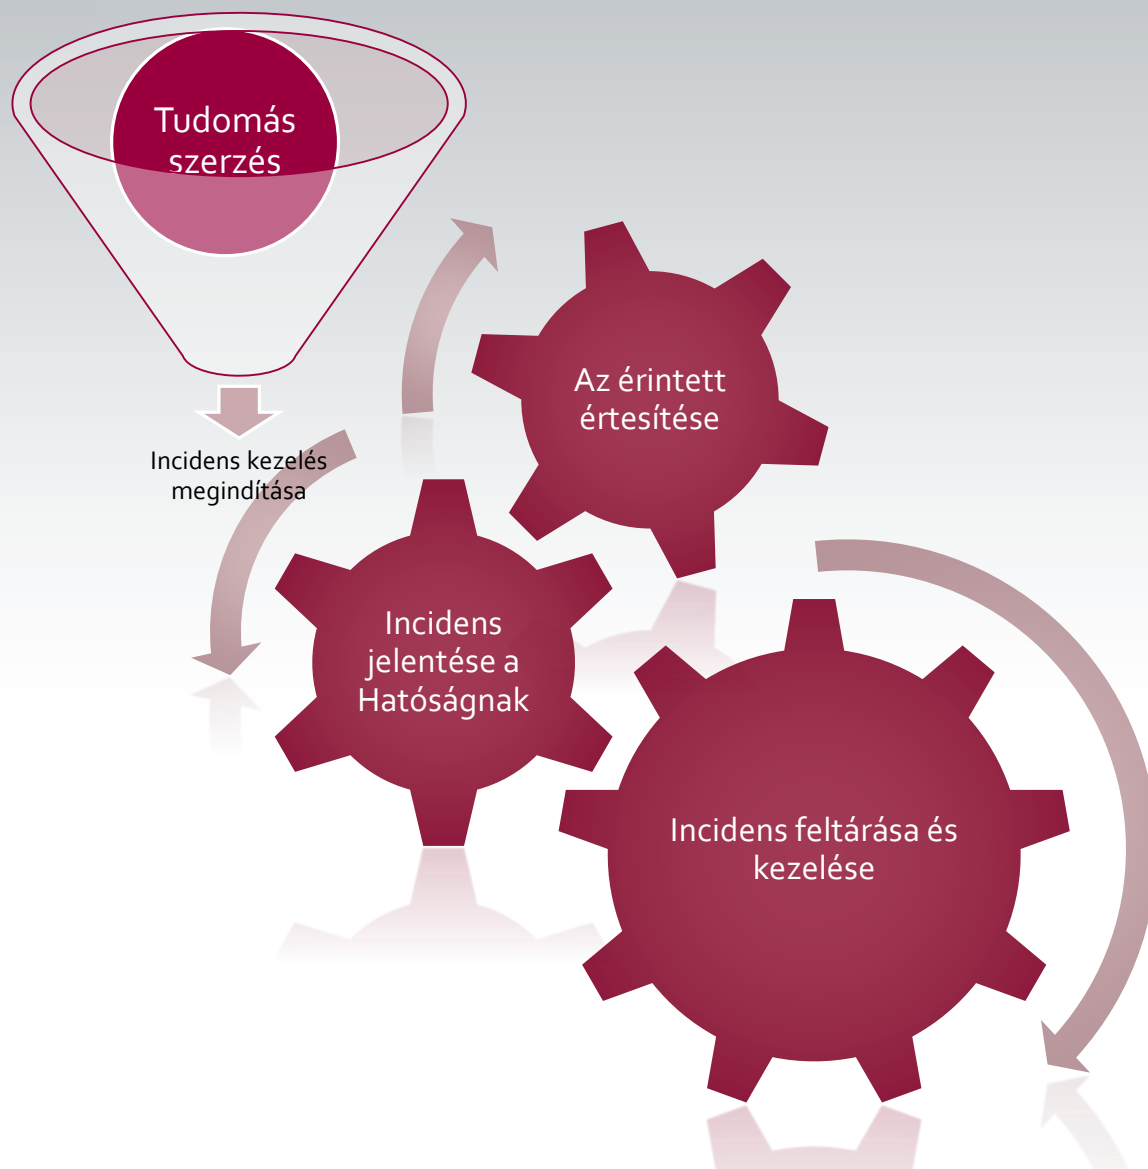 Tudomás
szerzés
Incidens kezelés
megindítása
Az érintett
értesítése
Incidens
jelentése a
Hatóságnak
Incidens feltárása és
kezelése